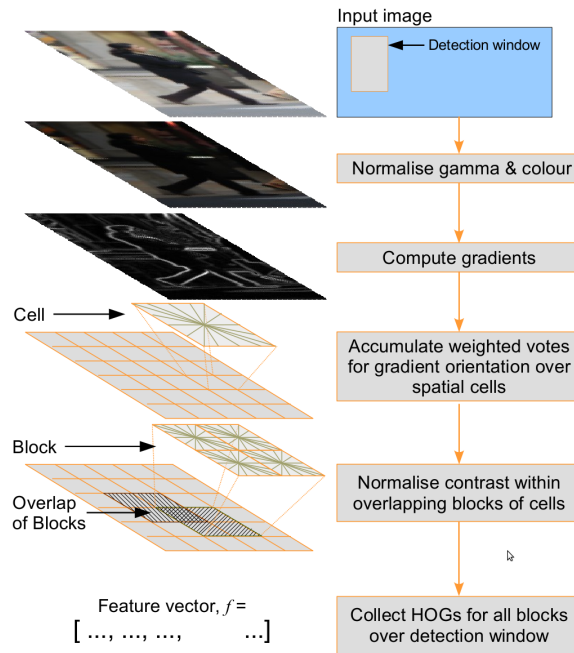 Input image
Detection window
Normalise gamma & colour
Compute gradients
Cell
Accumulate weighted votes
for gradient orientation over
spatial cells
Block
Overlap
of Blocks
Normalise contrast within
overlapping blocks of cells
Feature vector, f =
[ ..., ..., ..., ...]
Collect HOGs for all blocks
over detection window